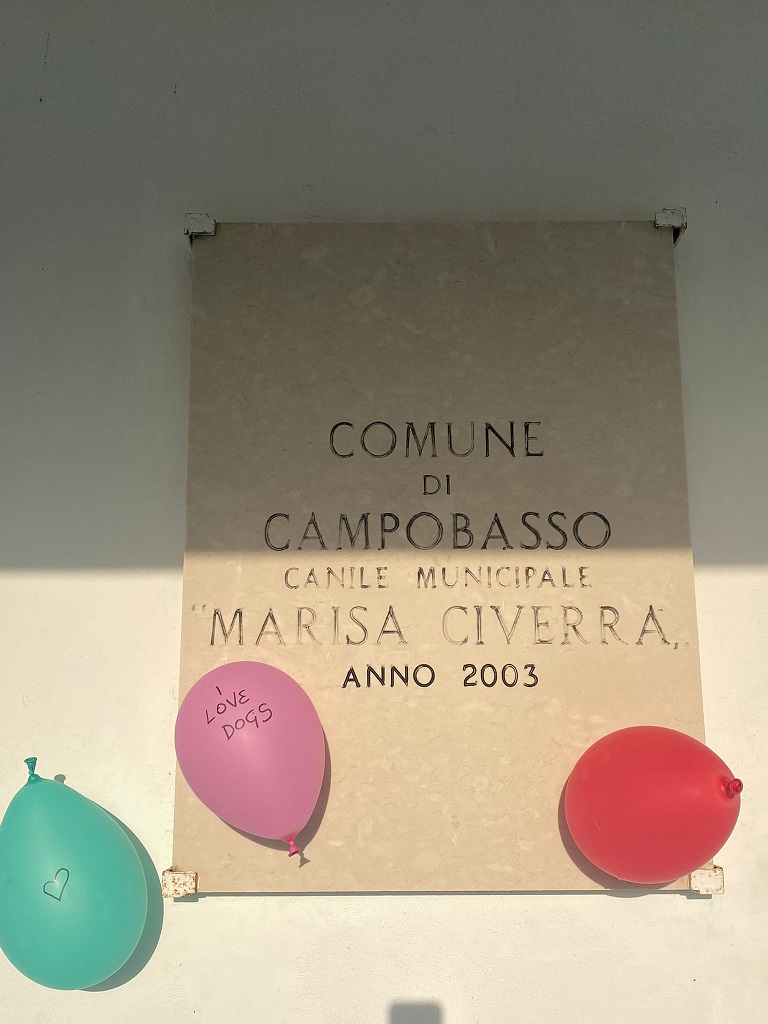 COMUNE
DI
CAMPOBASSO
CANILE MUNICIPALE
"MARISA CIVERRA„
ANNO 2003
I
LOVE
DOGS